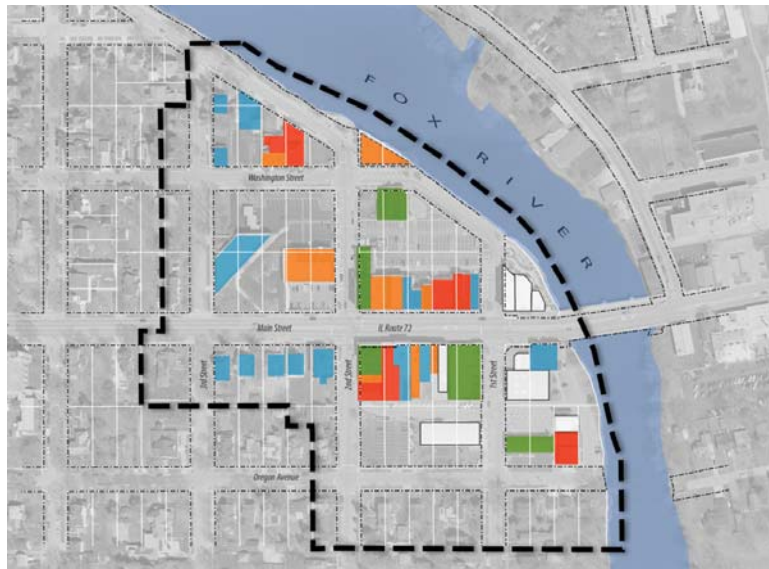 FOX RIVER
Washington Street
Main Street
IL Route 72
3rd Street
2nd Street
1st Street
Oregon Avenue